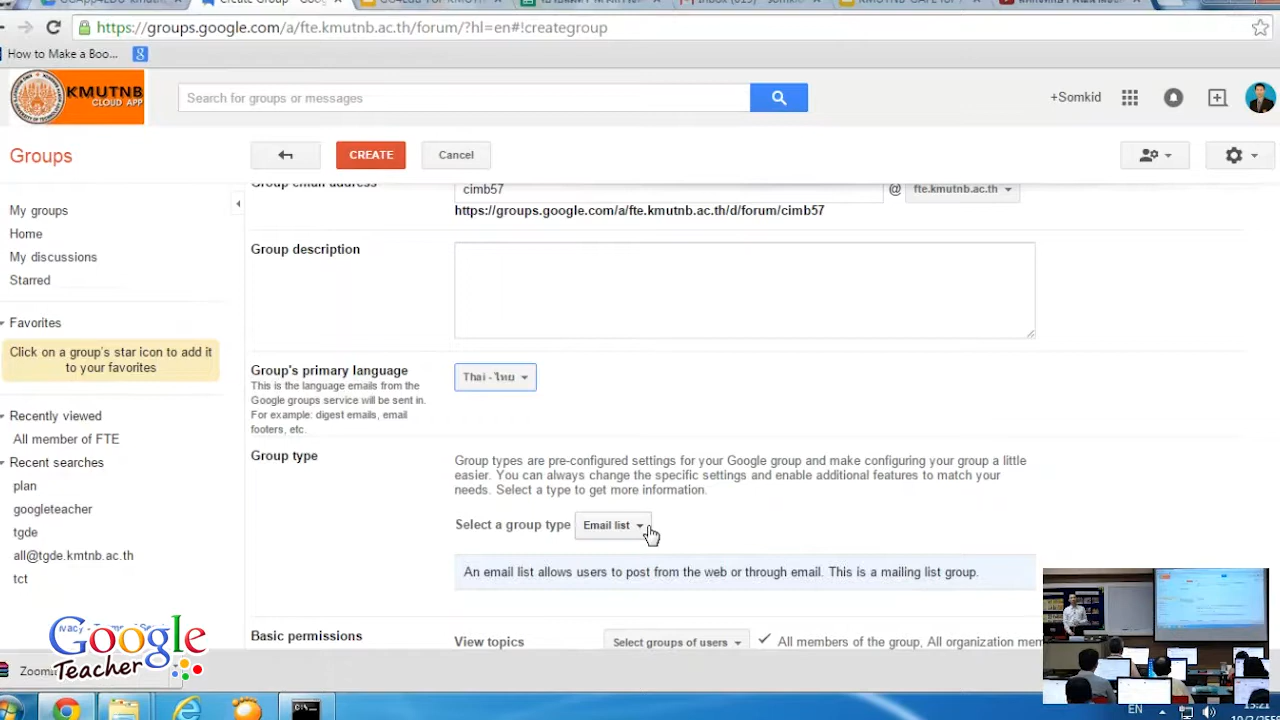 https://groups.google.com/a/fte.kmutnb.ac.th/forum/?hl=en#!creategroup
How to Make a Boo...
KMUTNB
CLOUD APP
Search for groups or messages
+Somkid
Groups
CREATE
Cancel
Group email address
cimb57
@
fte.kmutnb.ac.th
https://groups.google.com/a/fte.kmutnb.ac.th/d/forum/cimb57
My groups
Home
My discussions
Starred
Favorites
Click on a group's star icon to add it
to your favorites
Recently viewed
All member of FTE
Recent searches
plan
googleteacher
tgde
all@tgde.kmtnb.ac.th
tct
Group description
Group's primary language
This is the language emails from the
Google groups service will be sent in.
For example: digest emails, email
footers, etc.
Thai - ไทย
Group type
Group types are pre-configured settings for your Google group and make configuring your group a little
easier. You can always change the specific settings and enable additional features to match your
needs. Select a type to get more information.
Select a group type
Email list
An email list allows users to post from the web or through email. This is a mailing list group.
Basic permissions
View topics
Select groups of users
All members of the group, All organization mem
Google
Teacher
EN